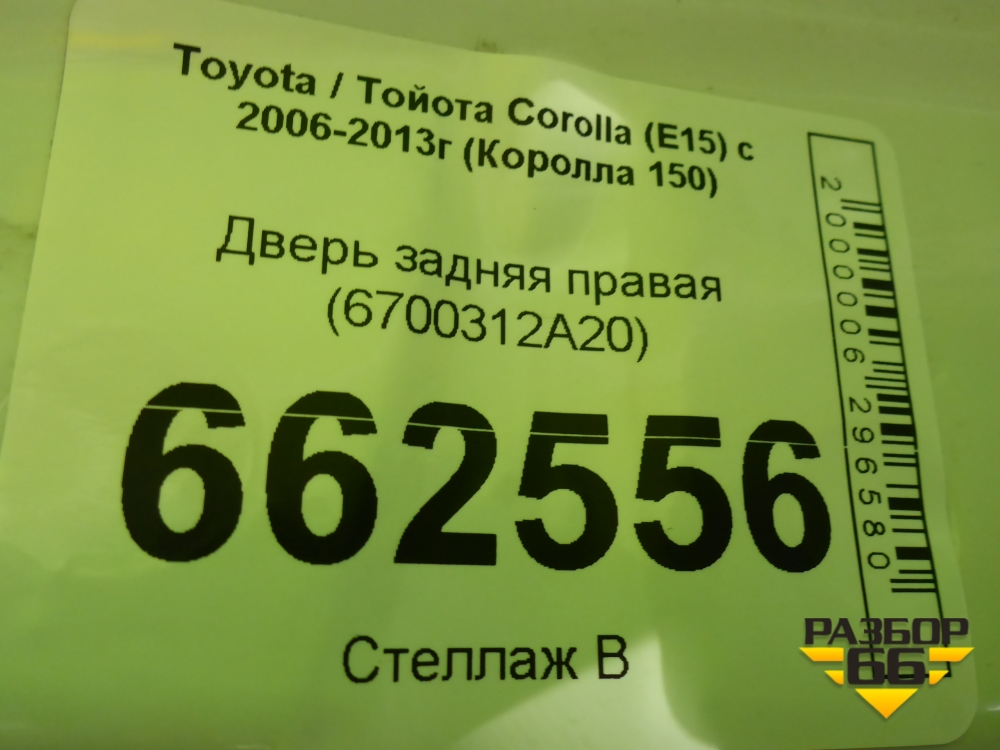 Toyota / Тойота Corolla (E15) с
2006-2013г (Королла 150)
Дверь задняя правая
(6700312A20)
662556
Стеллаж В
2000006296580
РАЗБОР
66